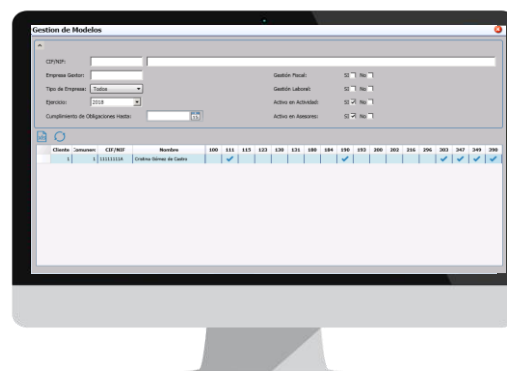 Gestion de Modelos
CIF/NIF:
Empresa Gestor: Gestión Fiscal: SI No
Tipo de Empresa: Todos Gestión Laboral: SI No
Ejercicio: 2018 Activo en Actividad: SI No
Cumplimiento de Obligaciones Hasta: Activo en Asesores: SI No
Cliente CIF/NIF Nombre 100 111 115 123 130 131 180 184 190 193 200 202 216 296 303 347 349 390
1 1 Cristina Gómez de Castro